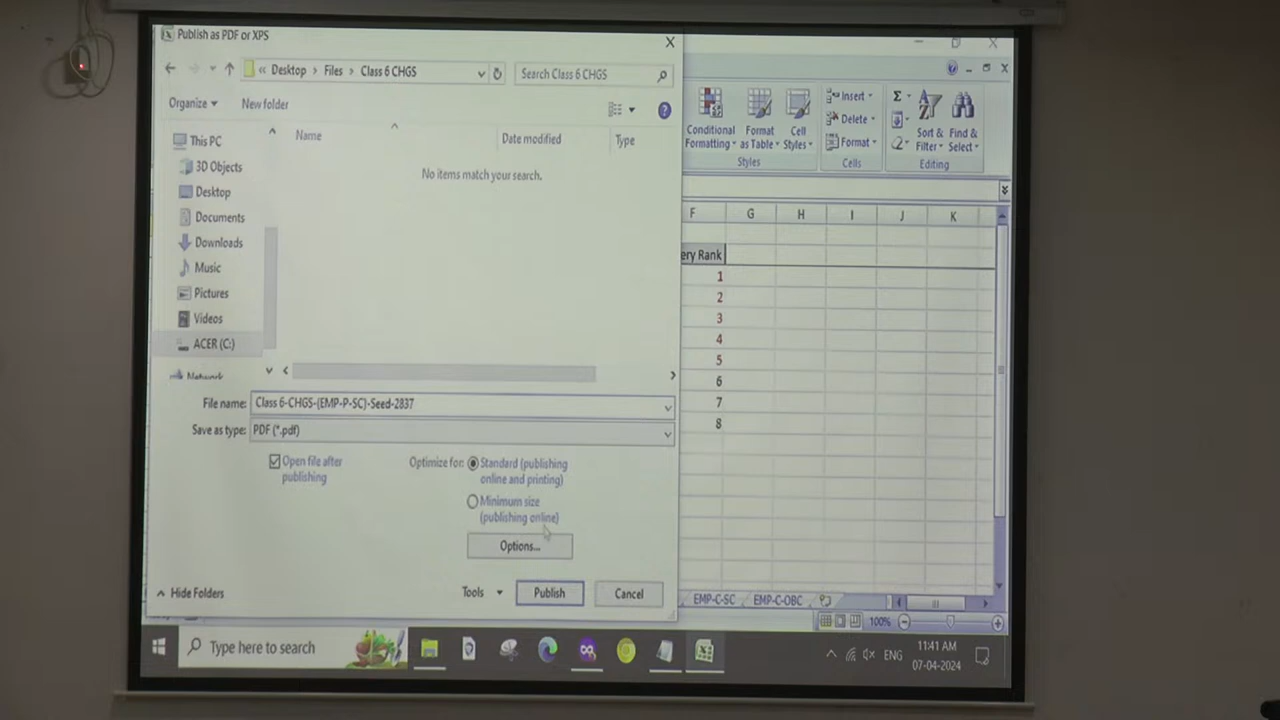 Publish as PDF or XPS
« Desktop › Files › Class 6 CHGS
Search Class 6 CHGS
Organize
New folder
This PC
3D Objects
Desktop
Documents
Downloads
Music
Pictures
Videos
ACER (C:)
Network
Name
Date modified
Type
No items match your search.
File name: Class 6-CHGS-(EMP-P-SC)-Seed-2837
Save as type: PDF (*.pdf)
Open file after
publishing
Optimize for:
Standard (publishing
online and printing)
Minimum size
(publishing online)
Options...
Hide Folders
Tools
Publish
Cancel
Conditional
Formatting
Format
as Table
Cell
Styles
Styles
Insert
Delete
Format
Cells
Σ
Sort &
Filter
Find &
Select
Editing
F G H I J K
ery Rank
1
2
3
4
5
6
7
8
EMP-C-SC
EMP-C-OBC
100%
Type here to search
ENG
11:41 AM
07-04-2024